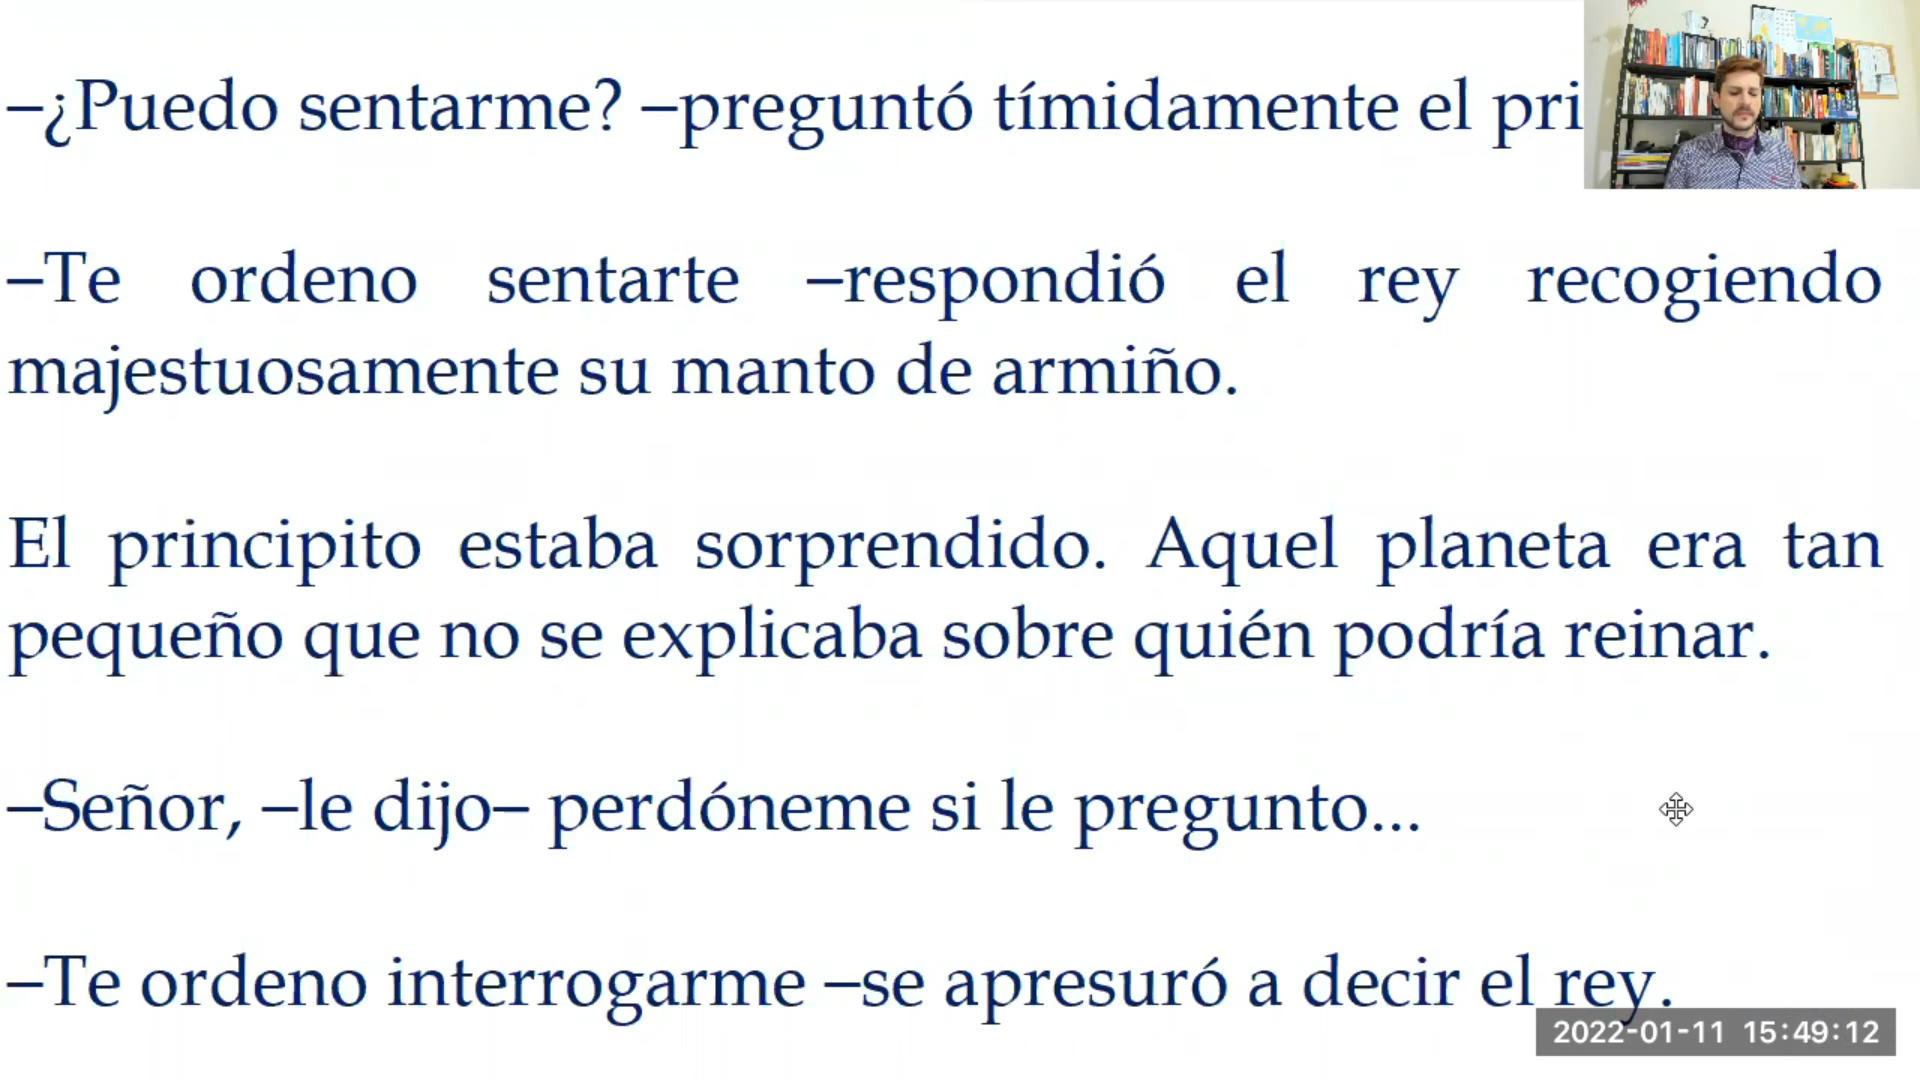 –¿Puedo sentarme? –preguntó tímidamente el
–Te ordeno sentarte –respondió el rey recogiendo
majestuosamente su manto de armiño.
El principito estaba sorprendido. Aquel planeta era tan
pequeño que no se explicaba sobre quién podría reinar.
–Señor, –le dijo– perdóneme si le pregunto...
–Te ordeno interrogarme –se apresuró a decir el rey.
2022-01-11 15:49:12